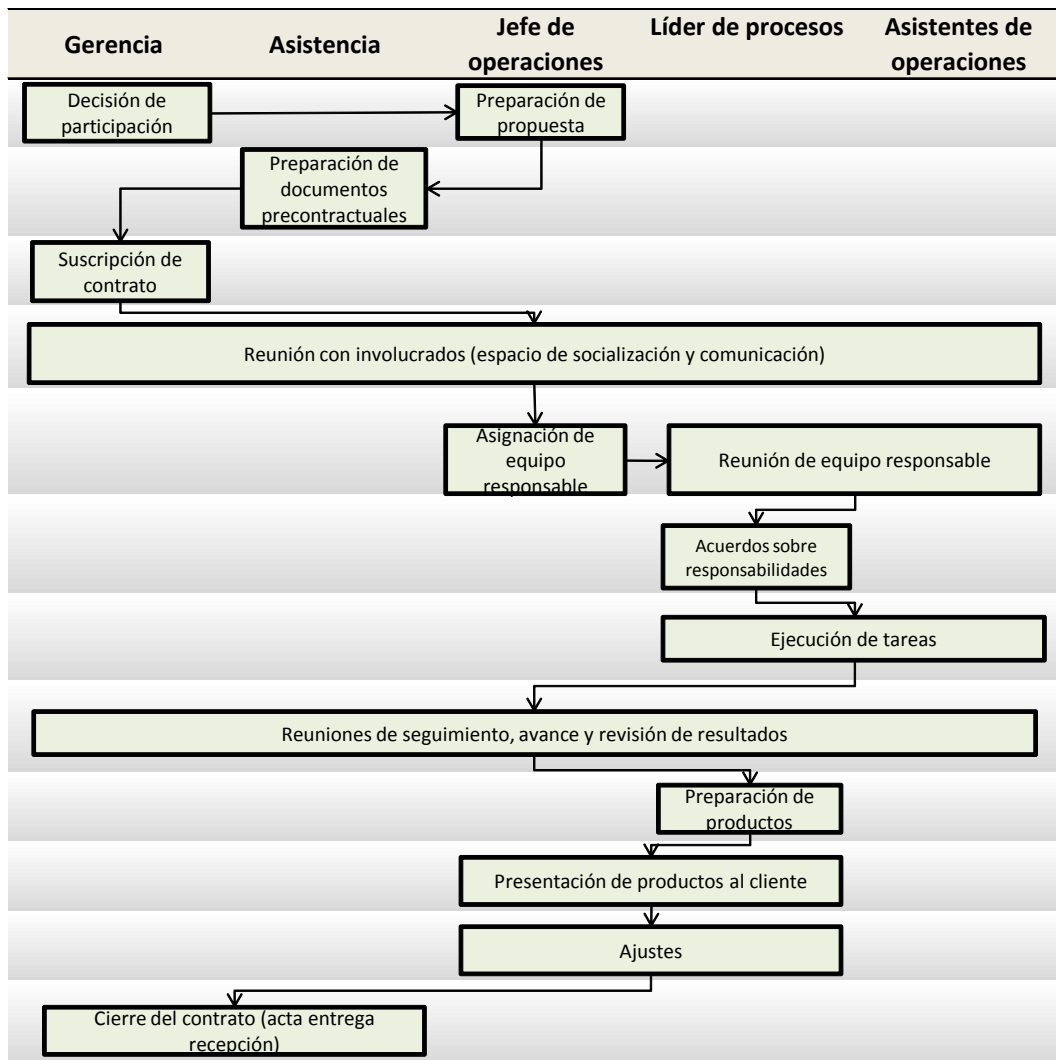 Gerencia
Asistencia
Jefe de
operaciones
Líder de procesos
Asistentes de
operaciones
Decisión de
participación
Preparación de
propuesta
Preparación de
documentos
precontractuales
Suscripción de
contrato
Reunión con involucrados (espacio de socialización y comunicación)
Asignación de
equipo
responsable
Reunión de equipo responsable
Acuerdos sobre
responsabilidades
Ejecución de tareas
Reuniones de seguimiento, avance y revisión de resultados
Preparación de
productos
Presentación de productos al cliente
Ajustes
Cierre del contrato (acta entrega
recepción)